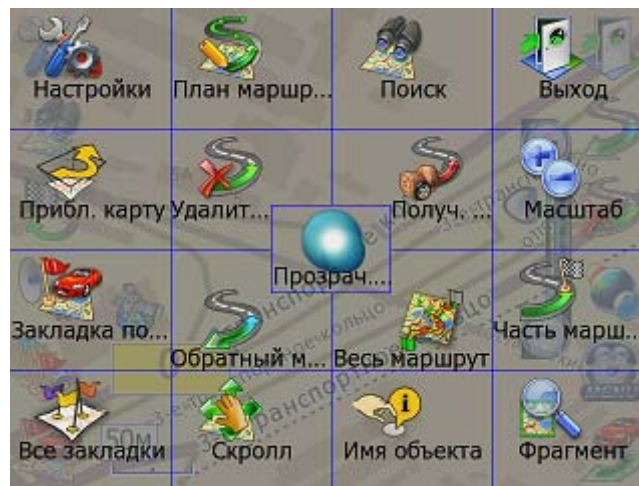 Настройки
План маршр...
Поиск
Выход
Прибл. карту
Удалит...
Получ. ...
Масштаб
Прозрач....
Закладка по...
Обратный м...
Весь маршрут
Часть марш...
Все закладки
50м
Скролл
Имя объекта
Фрагмент